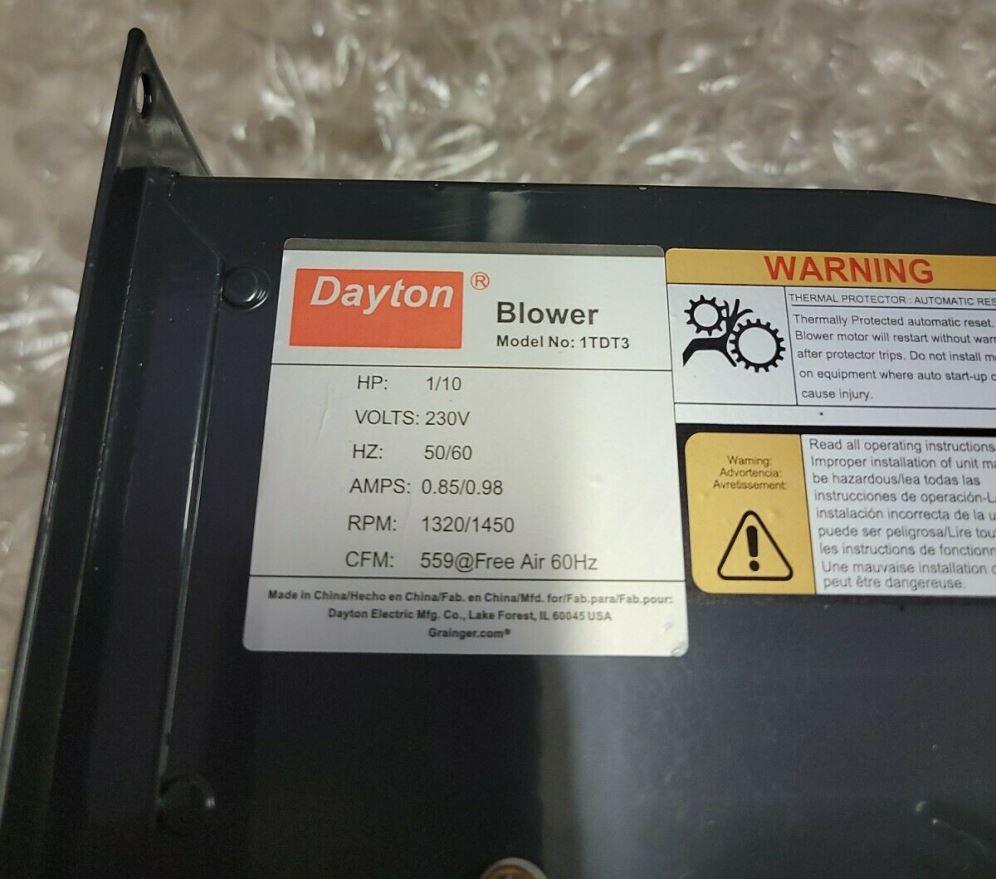 Dayton®
Blower
Model No: 1TDT3
HP: 1/10
VOLTS: 230V
HZ: 50/60
AMPS: 0.85/0.98
RPM: 1320/1450
CFM: 559@Free Air 60Hz
Made in China/Hecho en China/Fab. en China/Mfd. for/Fab.para/Fab.pour:
Dayton Electric Mfg. Co., Lake Forest, IL 60045 USA
Grainger.com®
WARNING
THERMAL PROTECTOR : AUTOMATIC
Thermally Protected automatic reset.
Blower motor will restart without
after protector trips. Do not install
on equipment where auto start-up
cause injury.
Warning:
Advortencia:
Avretissement:
Read all operating instructions
Improper installation of unit
be hazardous/lea todas las
instrucciones de operación-
instalación incorrecta de la
puede ser peligrosa/Lire
les instructions de
Une mauvaise installation
peut être dangereuse.